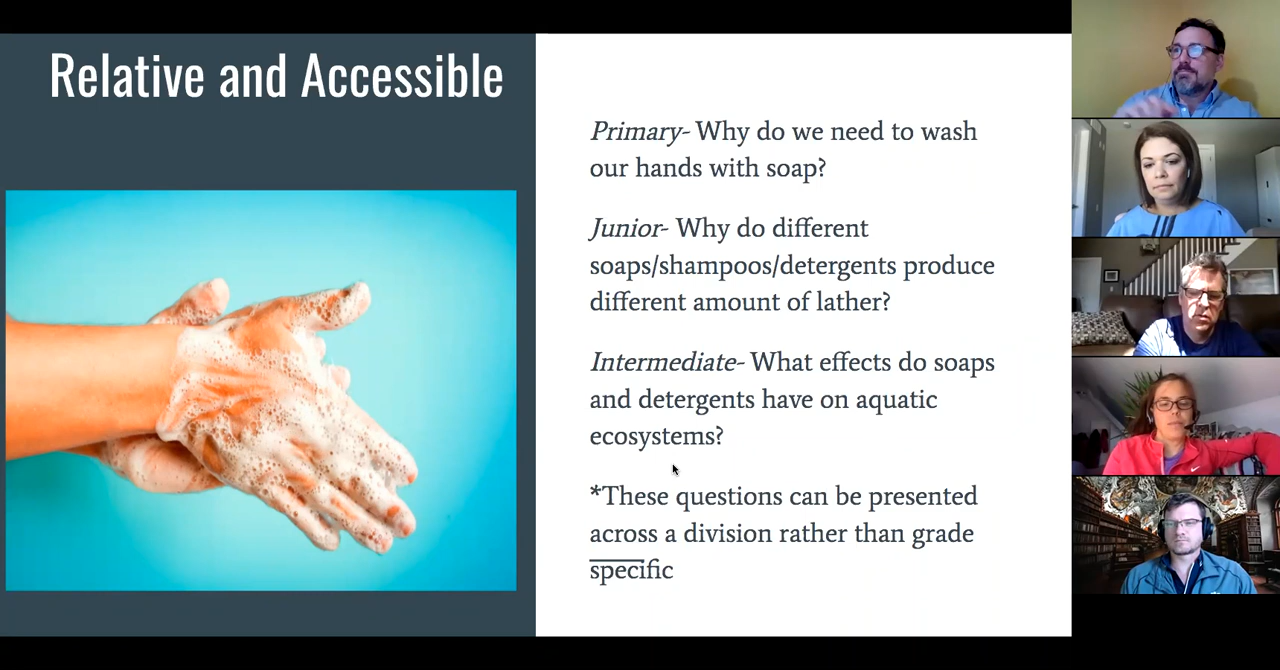 Relative and Accessible
Primary- Why do we need to wash
our hands with soap?
Junior- Why do different
soaps/shampoos/detergents produce
different amount of lather?
Intermediate- What effects do soaps
and detergents have on aquatic
ecosystems?
*These questions can be presented
across a division rather than grade
specific